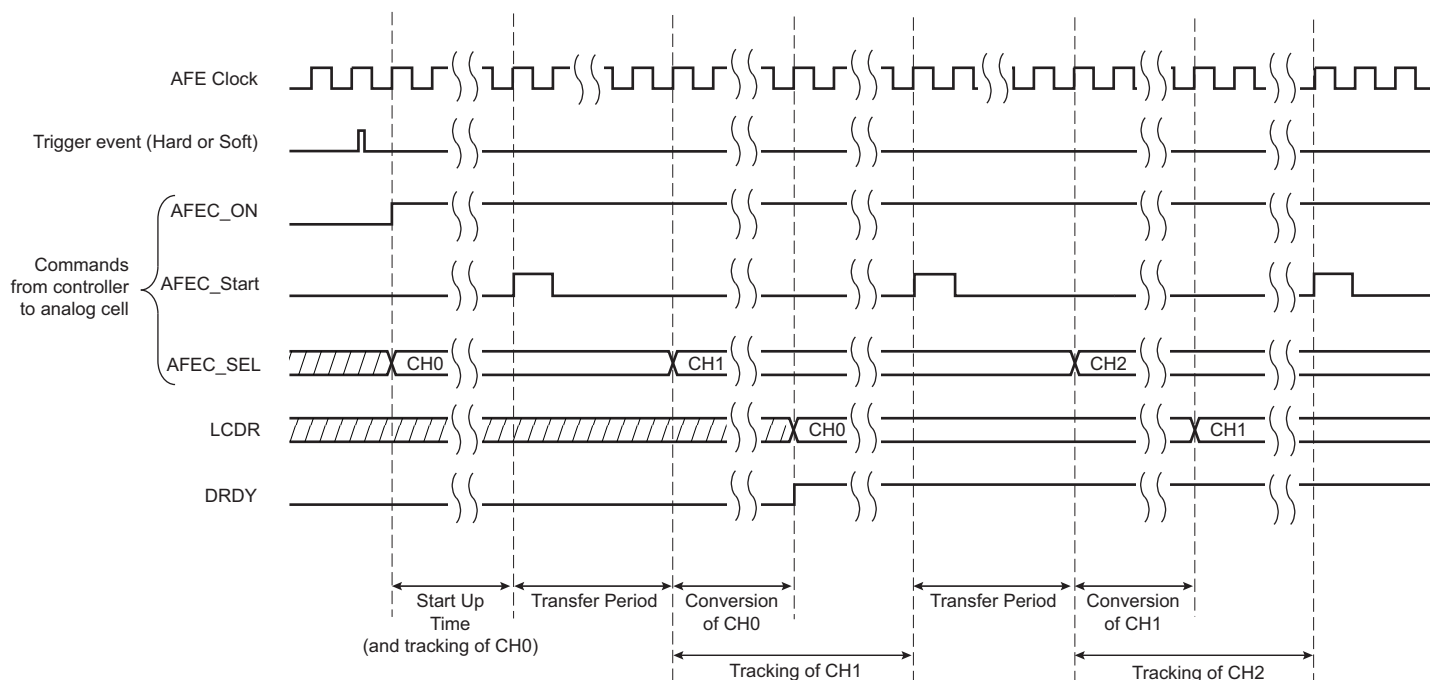 AFE Clock
Trigger event (Hard or Soft)
AFEC_ON
Commands
from controller
to analog cell
AFEC_Start
AFEC_SEL
CH0
CH1
CH2
LCDR
CH0
CH1
DRDY
Start Up
Time
(and tracking of CH0)
Transfer Period
Conversion
of CH0
Transfer Period
Conversion
of CH1
Tracking of CH1
Tracking of CH2